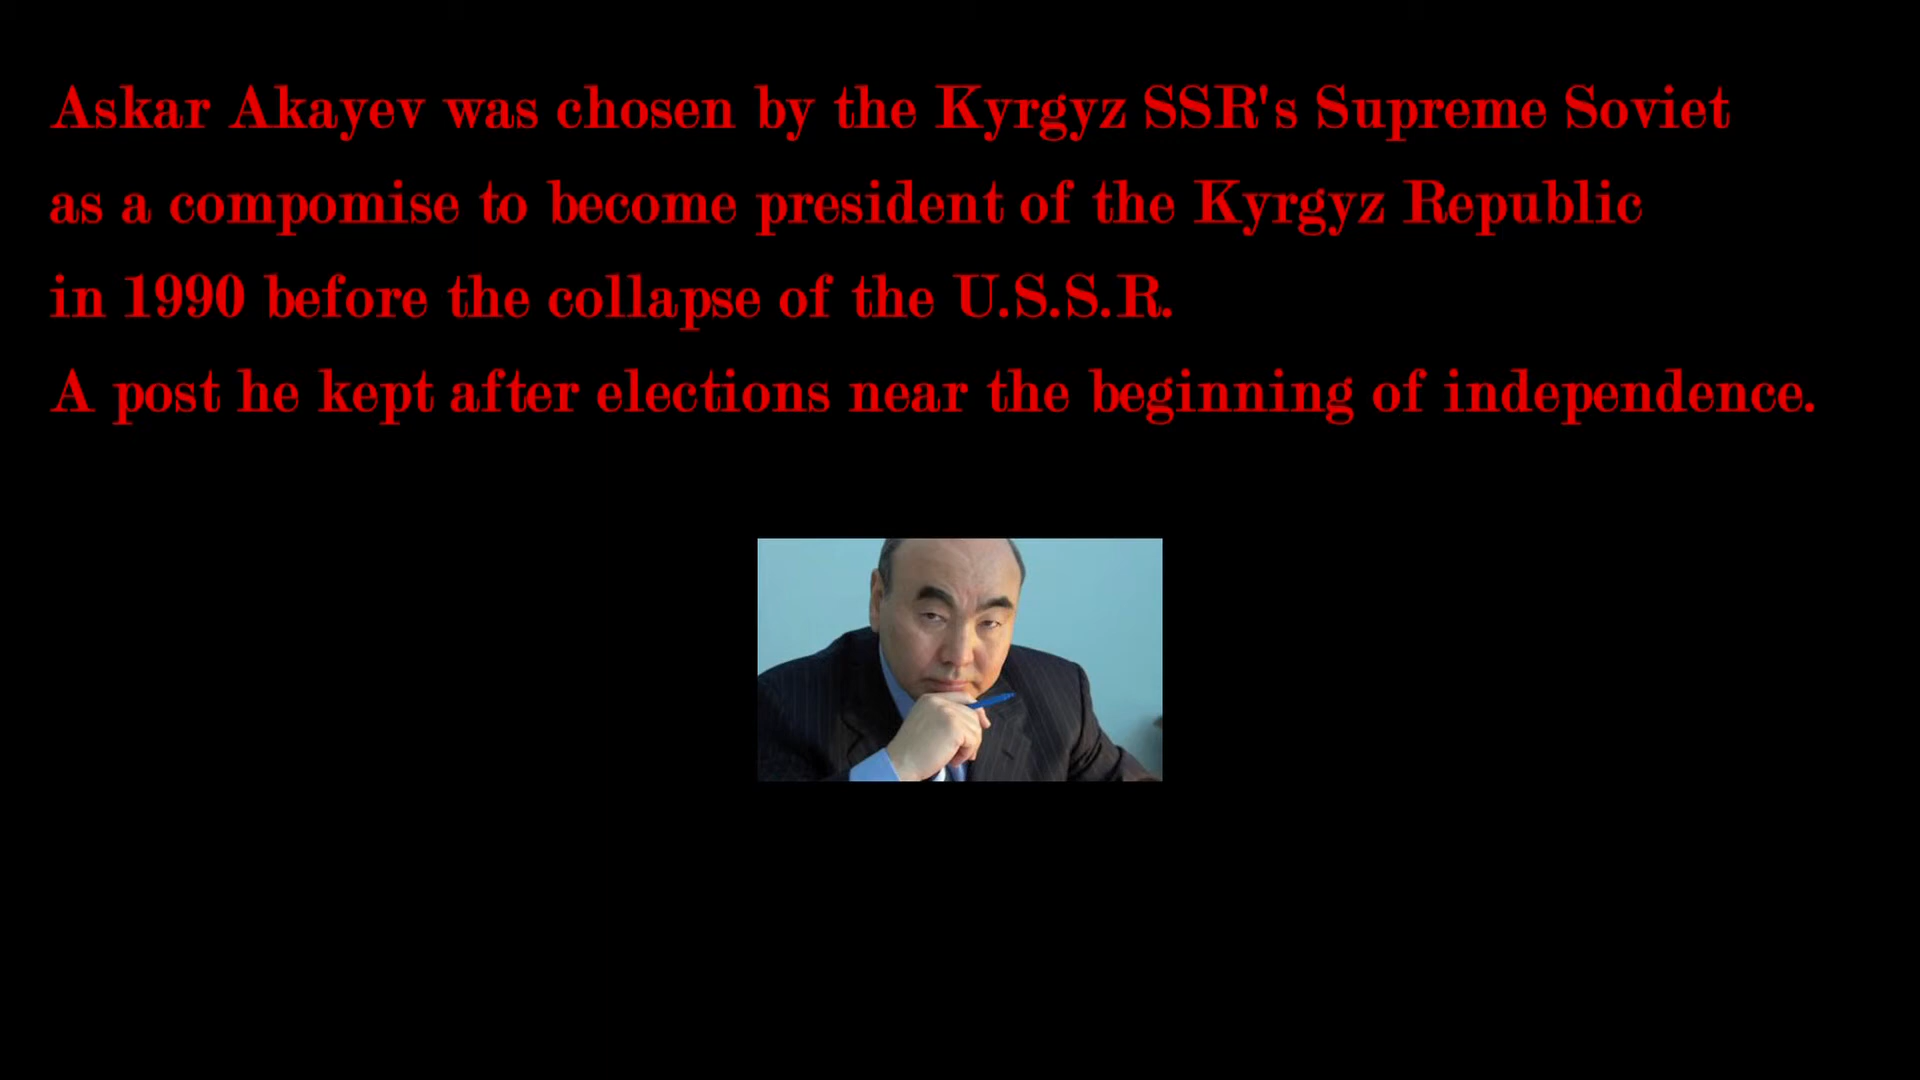 Askar Akayev was chosen by the Kyrgyz SSR's Supreme Soviet
as a compomise to become president of the Kyrgyz Republic
in 1990 before the collapse of the U.S.S.R.
A post he kept after elections near the beginning of independence.